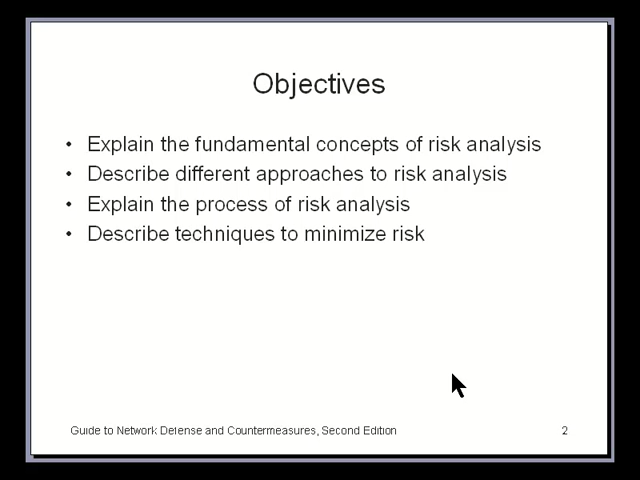 Objectives
• Explain the fundamental concepts of risk analysis
• Describe different approaches to risk analysis
• Explain the process of risk analysis
• Describe techniques to minimize risk
Guide to Network Defense and Countermeasures, Second Edition 2